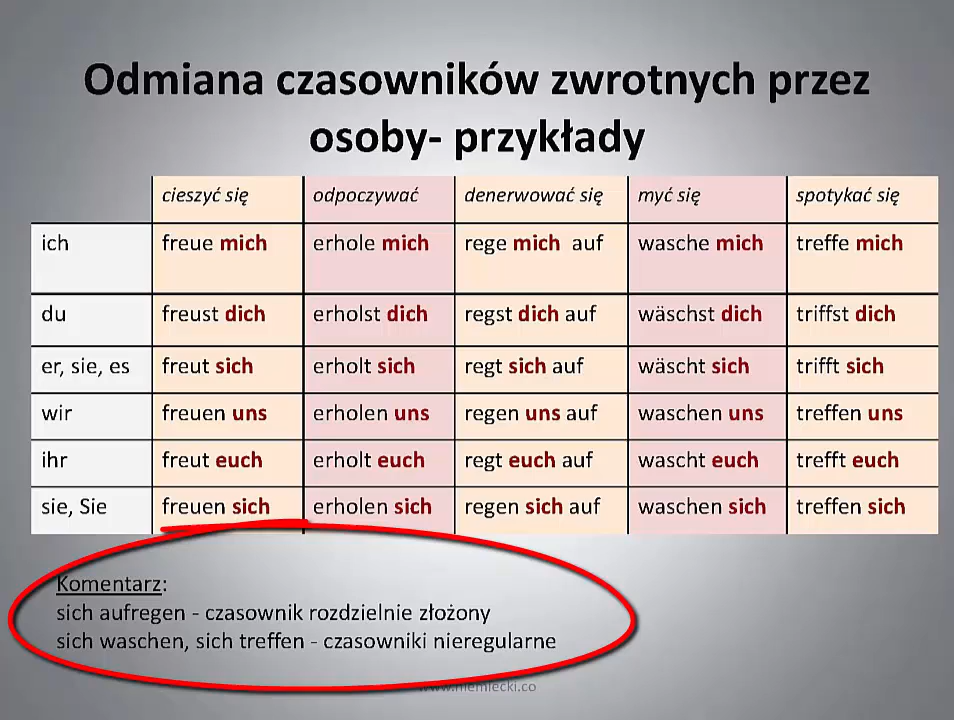 Odmiana czasowników zwrotnych przez
osoby- przykłady
cieszyć się odpoczywać denerwować się myć się spotykać się
ich freue mich erhole mich rege mich auf wasche mich treffe mich
du freust dich erholst dich regst dich auf wäschst dich triffst dich
er, sie, es freut sich erholt sich regt sich auf wäscht sich trifft sich
wir freuen uns erholen uns regen uns auf waschen uns treffen uns
ihr freut euch erholt euch regt euch auf wascht euch trefft euch
sie, Sie freuen sich erholen sich regen sich auf waschen sich treffen sich
Komentarz:
sich aufregen - czasownik rozdzielnie złożony
sich waschen, sich treffen - czasowniki nieregularne